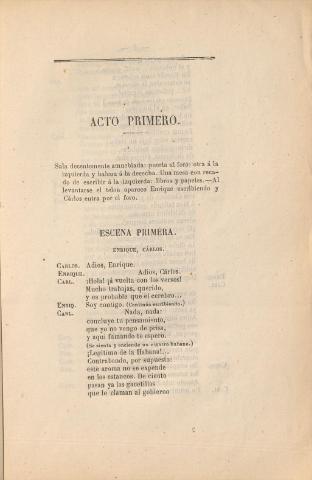 ACTO PRIMERO.
Sala decentemente amueblada: puerta al foro: otra á la
izquierda y balcon á la derecha. Una mesa con reca-
do de escribir á la izquierda: libros y papeles.—Al
levantarse el telon aparece Enrique escribiendo y
Cárlos entra por el foro.
ESCENA PRIMERA.
ENRIQUE, CÁRLOS.
CARLOS. Adios, Enrique.
ENRIQUE. Adios, Cárlos.
CARL. ¡Hola! ¡á vuelta con los versos!
Mucho trabajas, querido,
y es probable que el cerebro...
ENRIQ. Soy contigo. (Continúa escribiendo.)
CARL. Nada, nada:
concluye tu pensamiento,
que yo no vengo de prisa,
y aquí fumando te espero.
(Se sienta y enciende un cigarro habano.)
¡Legítimo de la Habana!...
Contrabando, por supuesto:
este aroma no se expende
en los estancos. De ciento
pasan ya las gacetillas
que le claman al gobierno